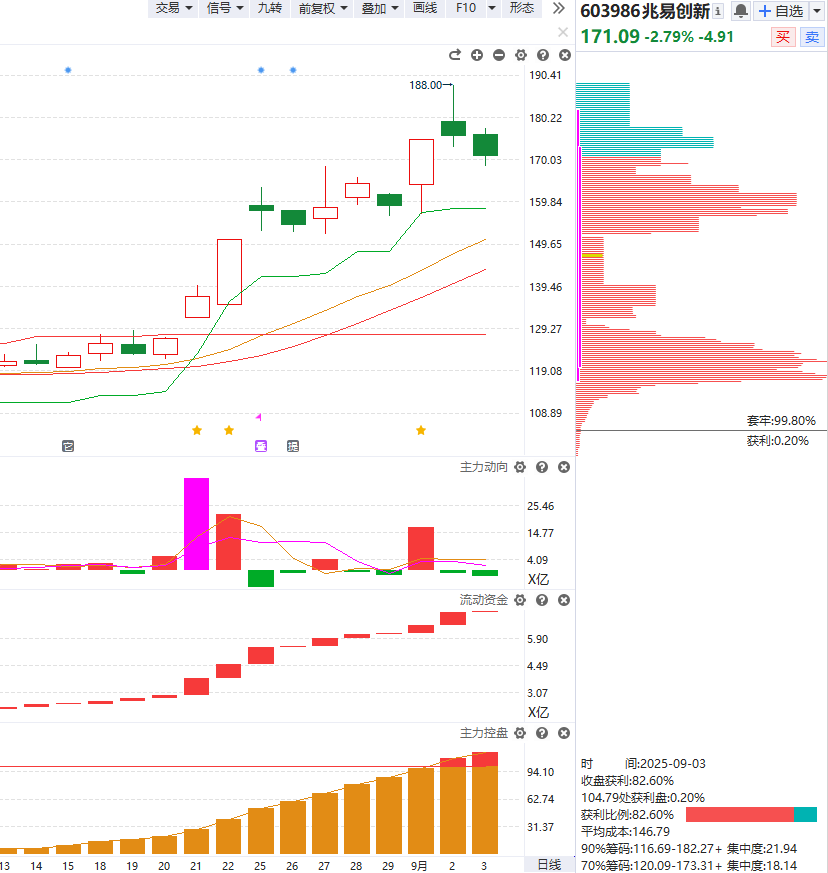 交易 信号 九转 前复权 叠加 画线 F10 形态
603986兆易创新 自选
171.09 -2.79% -4.91 买 卖
190.41
188.00
180.22
170.03
159.84
149.65
139.46
129.27
119.08
108.89
套牢:99.80%
获利:0.20%
主力动向
25.46
14.77
4.09
X亿
流动资金
5.90
4.49
3.07
X亿
主力控盘
94.10
62.74
31.37
13 14 15 18 19 20 21 22 25 26 27 28 29 9月 2 3 日线
时 间:2025-09-03
收盘获利:82.60%
104.79处获利盘:0.20%
获利比例:82.60%
平均成本:146.79
90%筹码:116.69-182.27+ 集中度:21.94
70%筹码:120.09-173.31+ 集中度:18.14